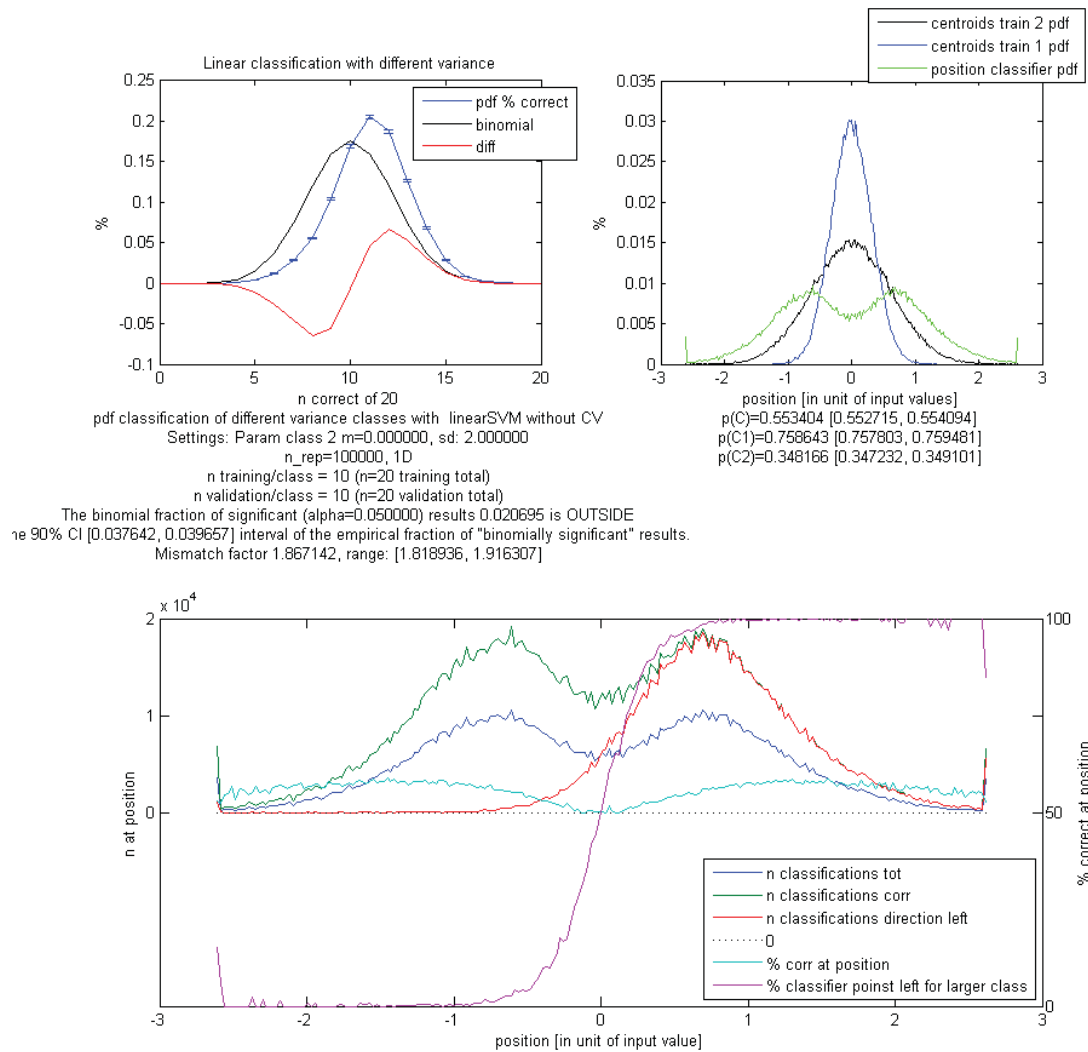 Linear classification with different variance
0.25
0.2
0.15
0.1
0.05
0
-0.05
-0.1
%
0
5
10
15
20
n correct of 20
pdf % correct
binomial
diff
centroids train 2 pdf
centroids train 1 pdf
position classifier pdf
0.035
0.03
0.025
0.02
0.015
0.01
0.005
0
%
-3
-2
-1
0
1
2
3
position [in unit of input values]
p(C)=0.553404 [0.552715, 0.554094]
p(C1)=0.758643 [0.757803, 0.759481]
p(C2)=0.348166 [0.347232, 0.349101]
pdf classification of different variance classes with linearSVM without CV
Settings: Param class 2 m=0.000000, sd: 2.000000
n_rep=100000, 1D
n training/class = 10 (n=20 training total)
n validation/class = 10 (n=20 validation total)
The binomial fraction of significant (alpha=0.050000) results 0.020695 is OUTSIDE
ne 90% CI [0.037642, 0.039657] interval of the empirical fraction of "binomially significant" results.
Mismatch factor 1.867142, range: [1.818936, 1.916307]
x 10^4
2
1
0
n at position
100
50
0
% correct at position
n classifications tot
n classifications corr
n classifications direction left
0
% corr at position
% classifier poinst left for larger class
-3
-2
-1
0
1
2
3
position [in unit of input value]